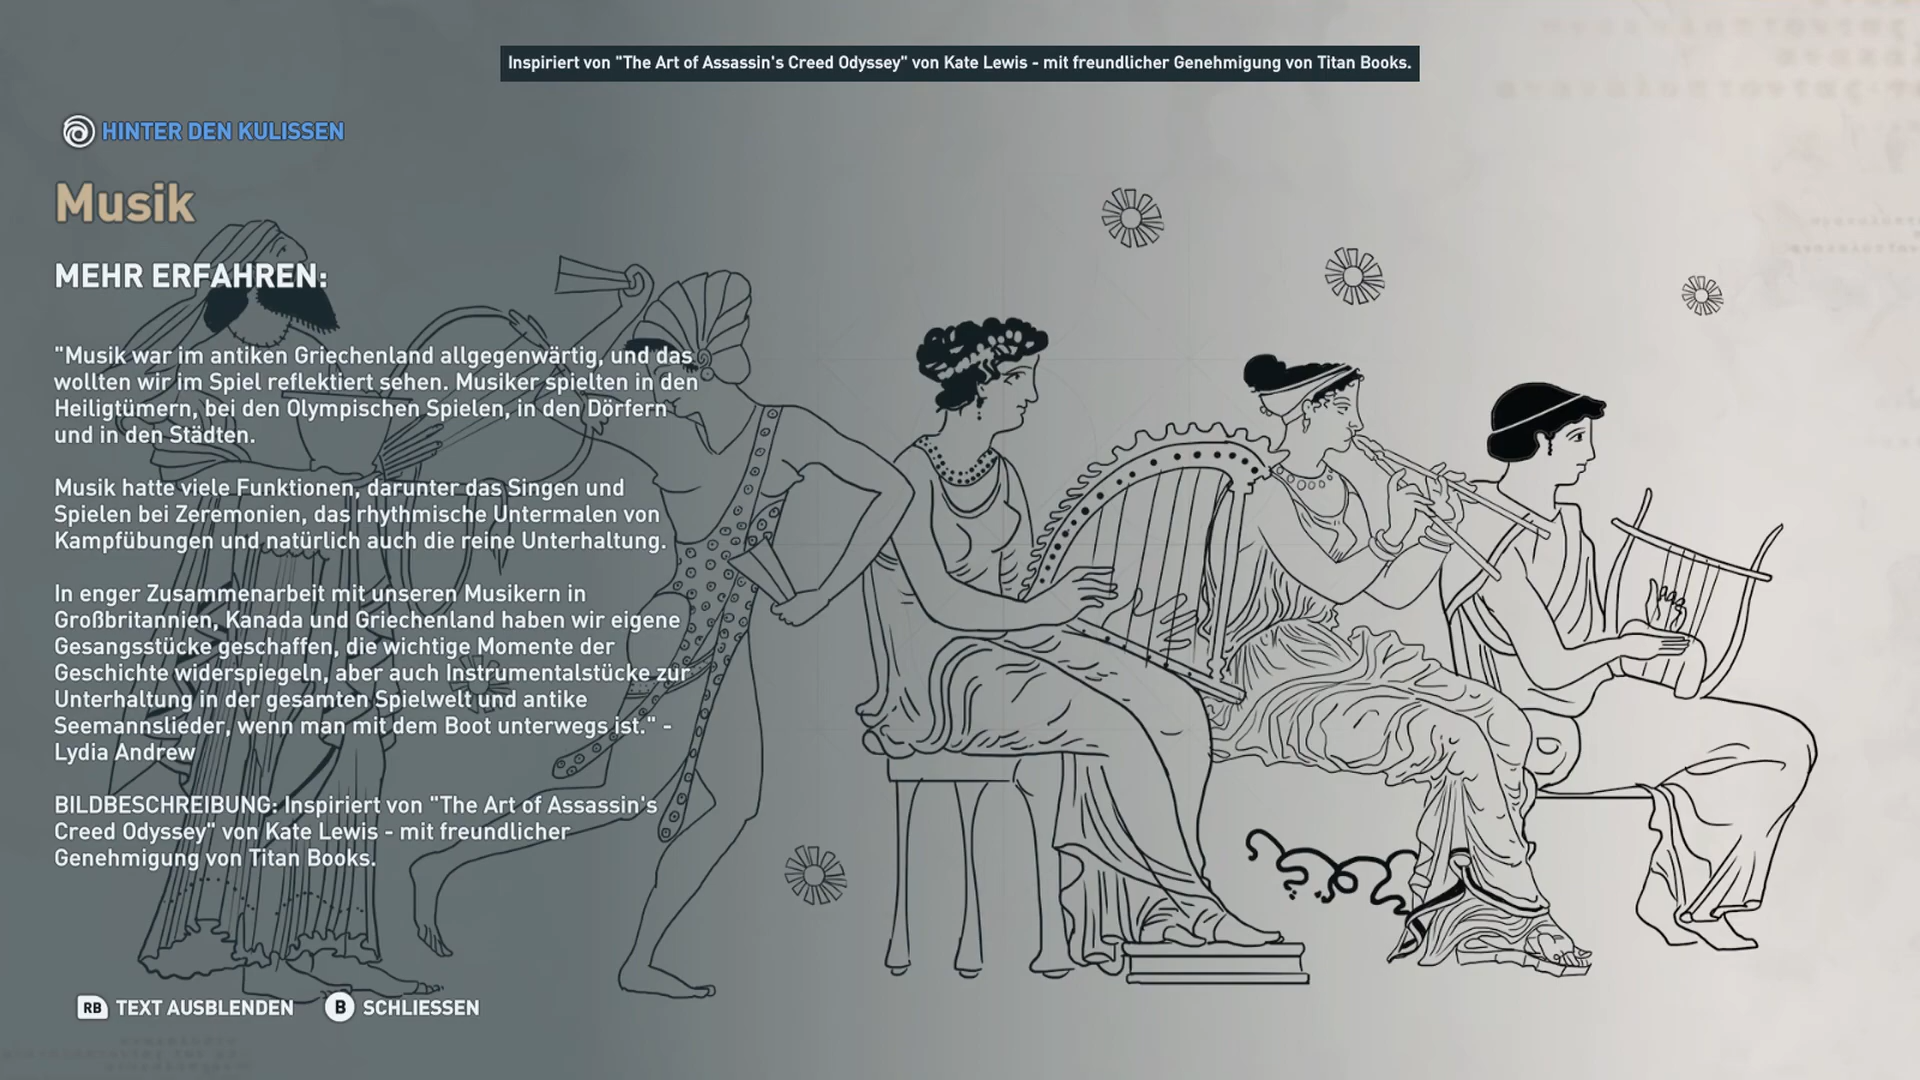 Inspiriert von "The Art of Assassin's Creed Odyssey" von Kate Lewis - mit freundlicher Genehmigung von Titan Books.
HINTER DEN KULISSEN
Musik
MEHR ERFAHREN:
"Musik war im antiken Griechenland allgegenwärtig, und das
wollten wir im Spiel reflektiert sehen. Musiker spielten in den
Heiligtümern, bei den Olympischen Spielen, in den Dörfern
und in den Städten.
Musik hatte viele Funktionen, darunter das Singen und
Spielen bei Zeremonien, das rhythmische Untermalen von
Kampfübungen und natürlich auch die reine Unterhaltung.
In enger Zusammenarbeit mit unseren Musikern in
Großbritannien, Kanada und Griechenland haben wir eigene
Gesangsstücke geschaffen, die wichtige Momente der
Geschichte widerspiegeln, aber auch Instrumentalstücke zur
Unterhaltung in der gesamten Spielwelt und antike
Seemannslieder, wenn man mit dem Boot unterwegs ist." -
Lydia Andrew
BILDBESCHREIBUNG: Inspiriert von "The Art of Assassin's
Creed Odyssey" von Kate Lewis - mit freundlicher
Genehmigung von Titan Books.
RB TEXT AUSBLENDEN B SCHLIESSEN